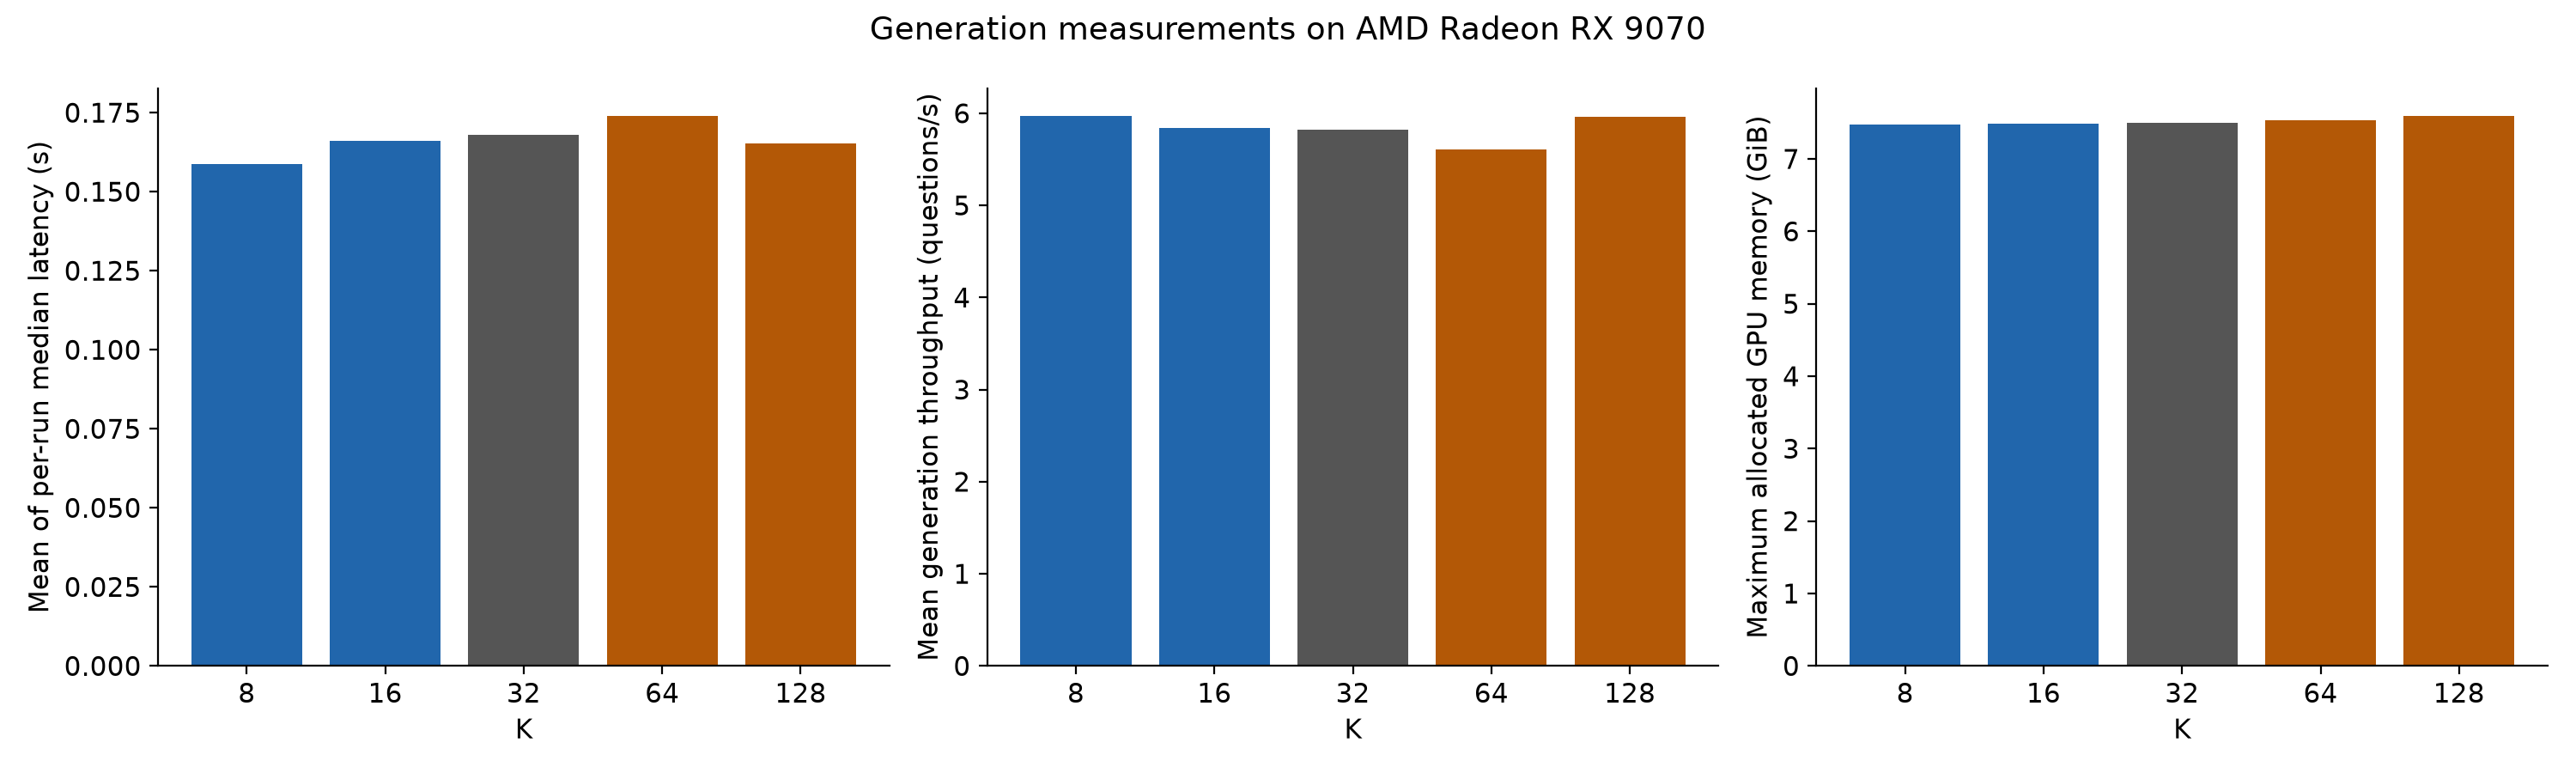 Generation measurements on AMD Radeon RX 9070
Mean of per-run median latency (s)
0.175
0.150
0.125
0.100
0.075
0.050
0.025
0.000
8 16 32 64 128
K
Mean generation throughput (questions/s)
6
5
4
3
2
1
0
8 16 32 64 128
K
Maximum allocated GPU memory (GiB)
7
6
5
4
3
2
1
0
8 16 32 64 128
K